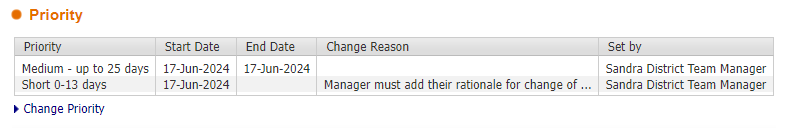 Priority
Priority Start Date End Date Change Reason Set by
Medium - up to 25 days 17-Jun-2024 17-Jun-2024 Sandra District Team Manager
Short 0-13 days 17-Jun-2024 Manager must add their rationale for change of ... Sandra District Team Manager
Change Priority